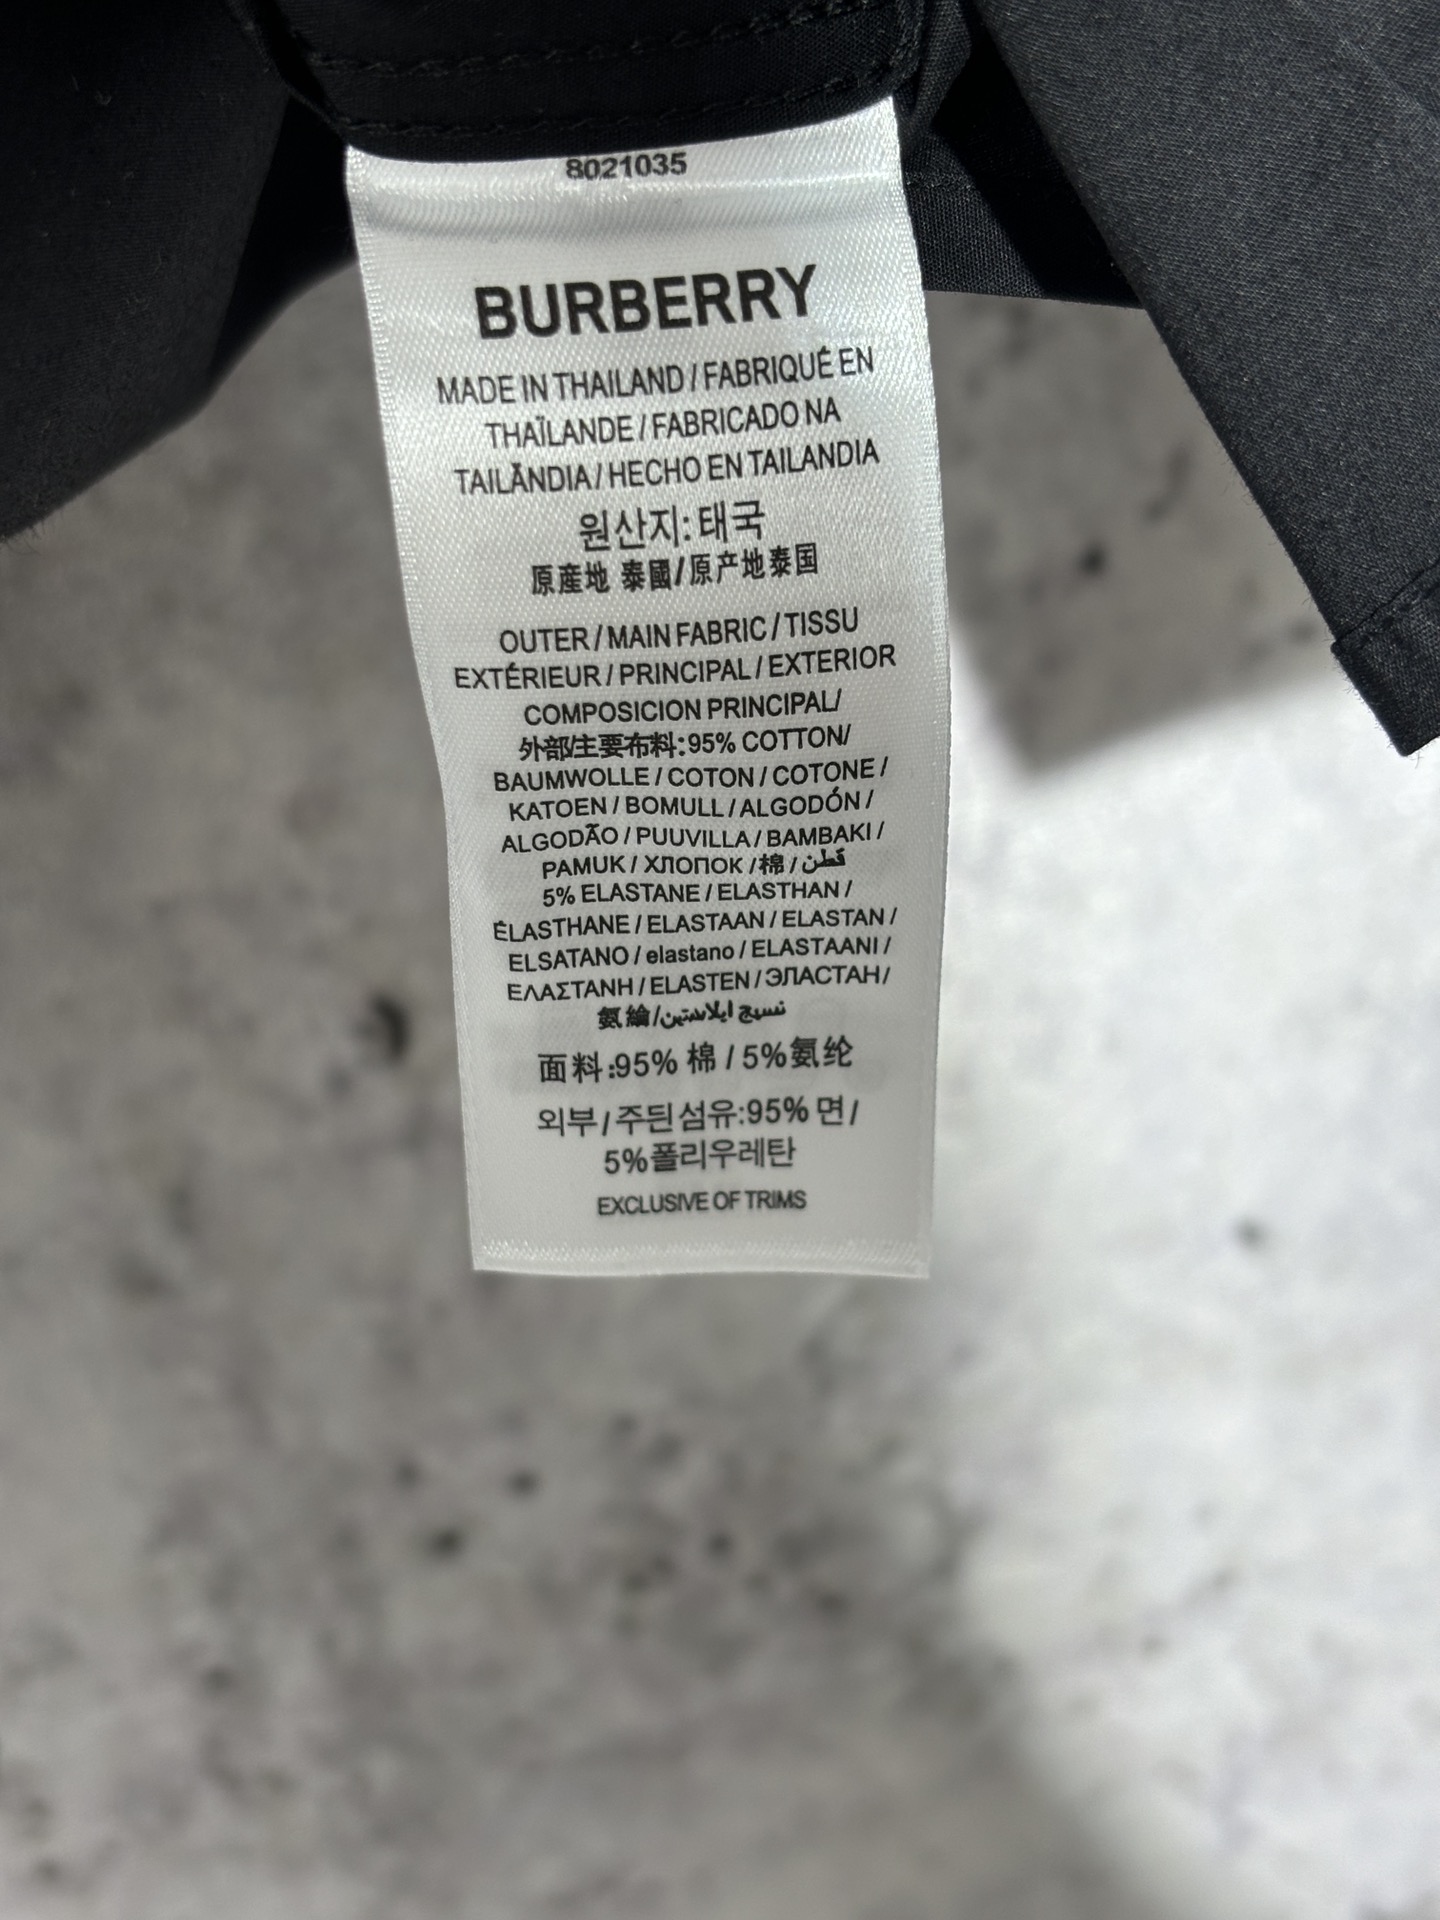 8021035
BURBERRY
MADE IN THAILAND / FABRIQUÉ EN
THAÏLANDE / FABRICADO NA
TAILÂNDIA / HECHO EN TAILANDIA
원산지: 태국
原産地 泰國/原产地泰国
OUTER / MAIN FABRIC / TISSU
EXTÉRIEUR / PRINCIPAL / EXTERIOR
COMPOSICION PRINCIPAL/
外部/主要布料:95% COTTON/
BAUMWOLLE / COTON / COTONE /
KATOEN / BOMULL / ALGODÓN /
ALGODÃO / PUUVILLA / BAMBAKI /
PAMUK / ХЛОПОК /棉/ قطن
5% ELASTANE / ELASTHAN /
ÉLASTHANE / ELASTAAN / ELASTAN /
ELSATANO / elastano / ELASTAANI /
ΕΛΑΣΤΑΝΗ / ELASTEN / ЭЛАСТАН/
氨綸/نسيج ايلاستين
面料:95% 棉 / 5%氨纶
외부/주된섬유:95% 면/
5%폴리우레탄
EXCLUSIVE OF TRIMS